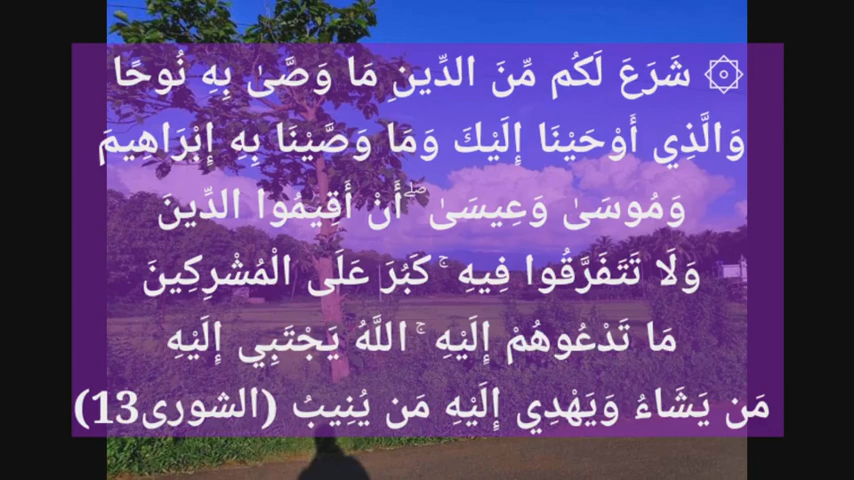 ۞ شَرَعَ لَكُم مِّنَ الدِّينِ مَا وَصَّىٰ بِهِ نُوحًا
وَالَّذِي أَوْحَيْنَا إِلَيْكَ وَمَا وَصَّيْنَا بِهِ إِبْرَاهِيمَ
وَمُوسَىٰ وَعِيسَىٰ ۖ أَنْ أَقِيمُوا الدِّينَ
وَلَا تَتَفَرَّقُوا فِيهِ ۚ كَبُرَ عَلَى الْمُشْرِكِينَ
مَا تَدْعُوهُمْ إِلَيْهِ ۚ اللَّهُ يَجْتَبِي إِلَيْهِ
مَن يَشَاءُ وَيَهْدِي إِلَيْهِ مَن يُنِيبُ (الشورى13)